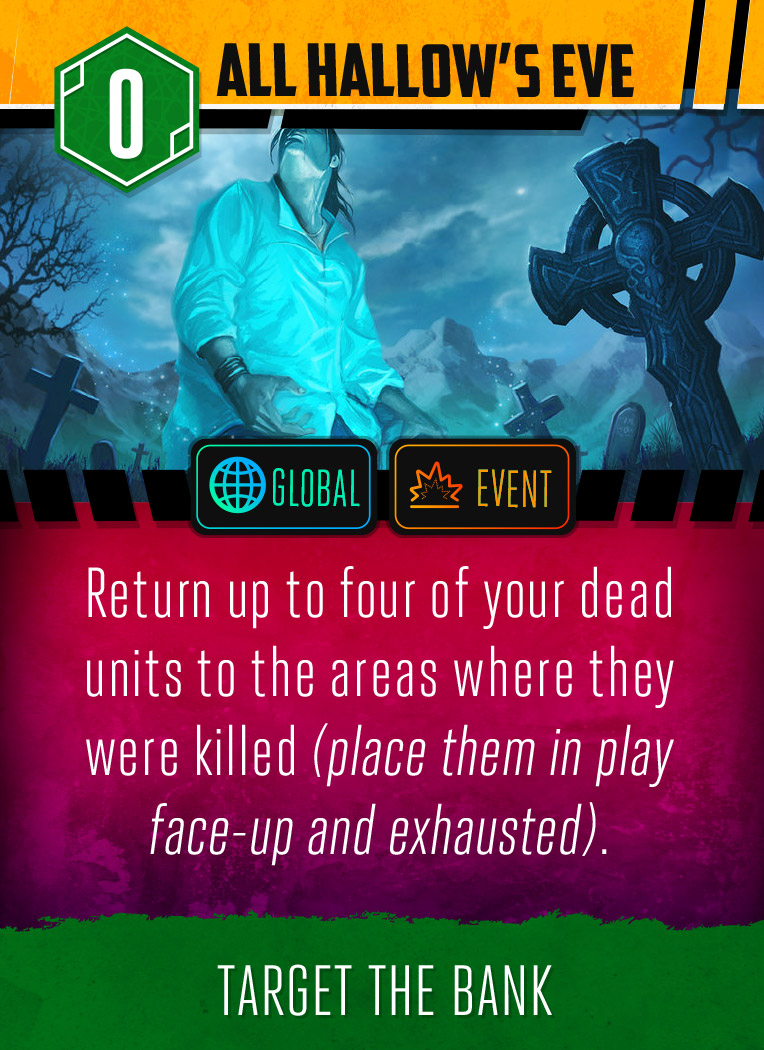 0
ALL HALLOW'S EVE
GLOBAL
EVENT
Return up to four of your dead
units to the areas where they
were killed (place them in play
face-up and exhausted).
TARGET THE BANK